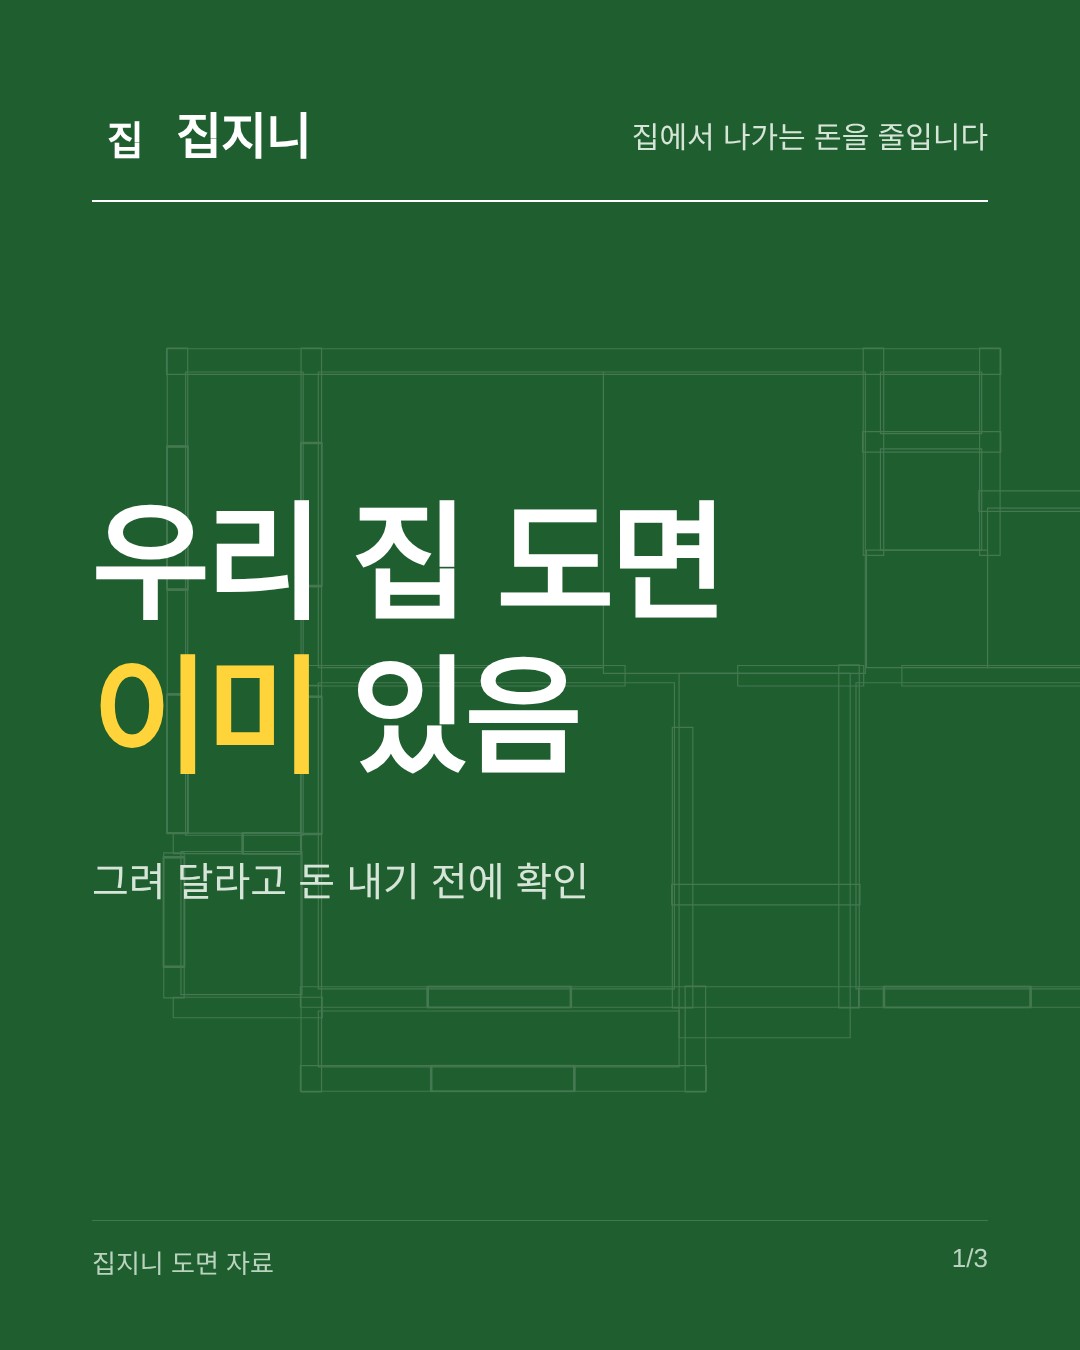 집 집지니
집에서 나가는 돈을 줄입니다
우리 집 도면
이미 있음
그려 달라고 돈 내기 전에 확인
집지니 도면 자료
1/3